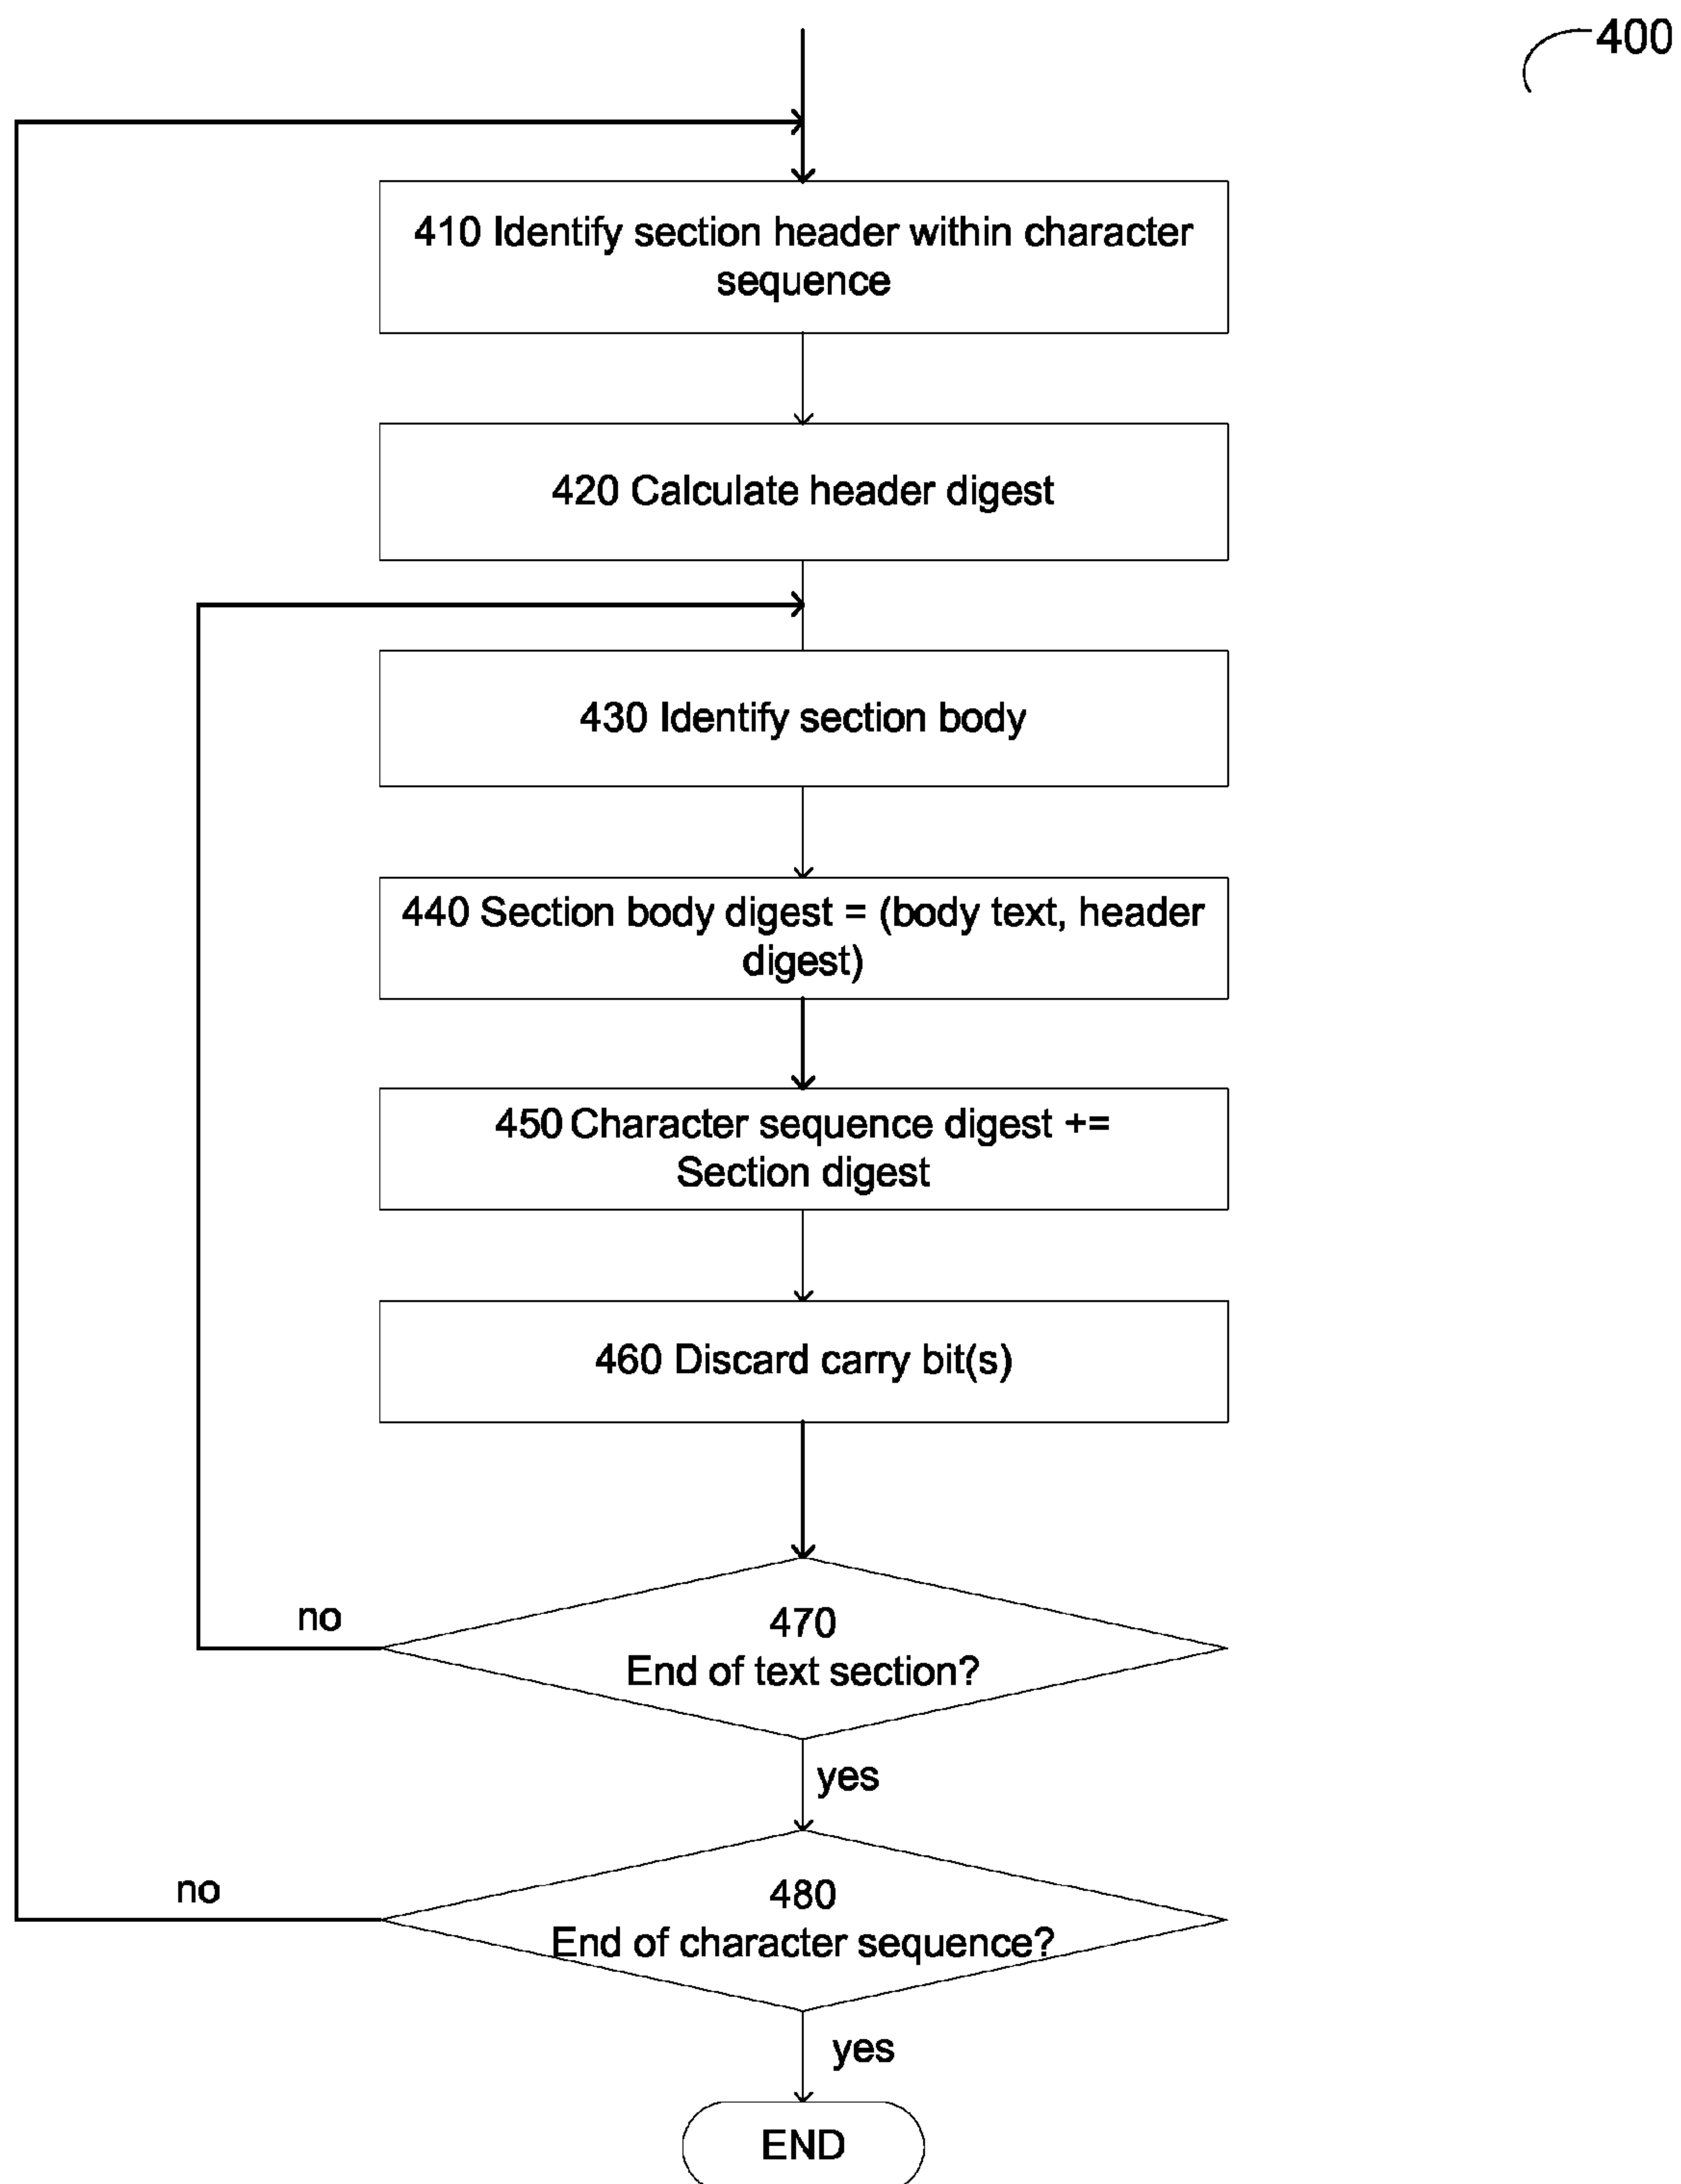 400
410 Identify section header within character
sequence
420 Calculate header digest
430 Identify section body
440 Section body digest = (body text, header
digest)
450 Character sequence digest +=
Section digest
460 Discard carry bit(s)
no
470
End of text section?
yes
no
480
End of character sequence?
yes
END